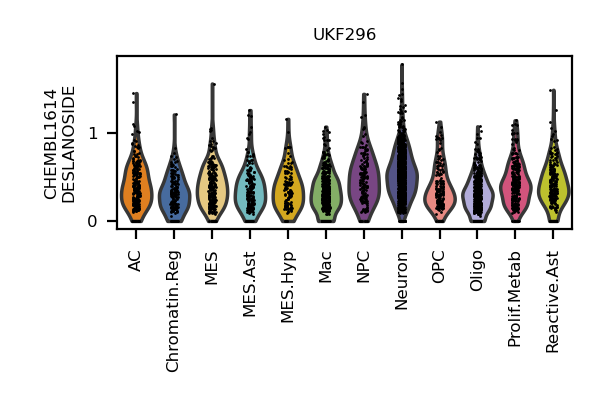 UKF296
CHEMBL1614
DESLANOSIDE
1
0
AC
Chromatin.Reg
MES
MES.Ast
MES.Hyp
Mac
NPC
Neuron
OPC
Oligo
Prolif.Metab
Reactive.Ast